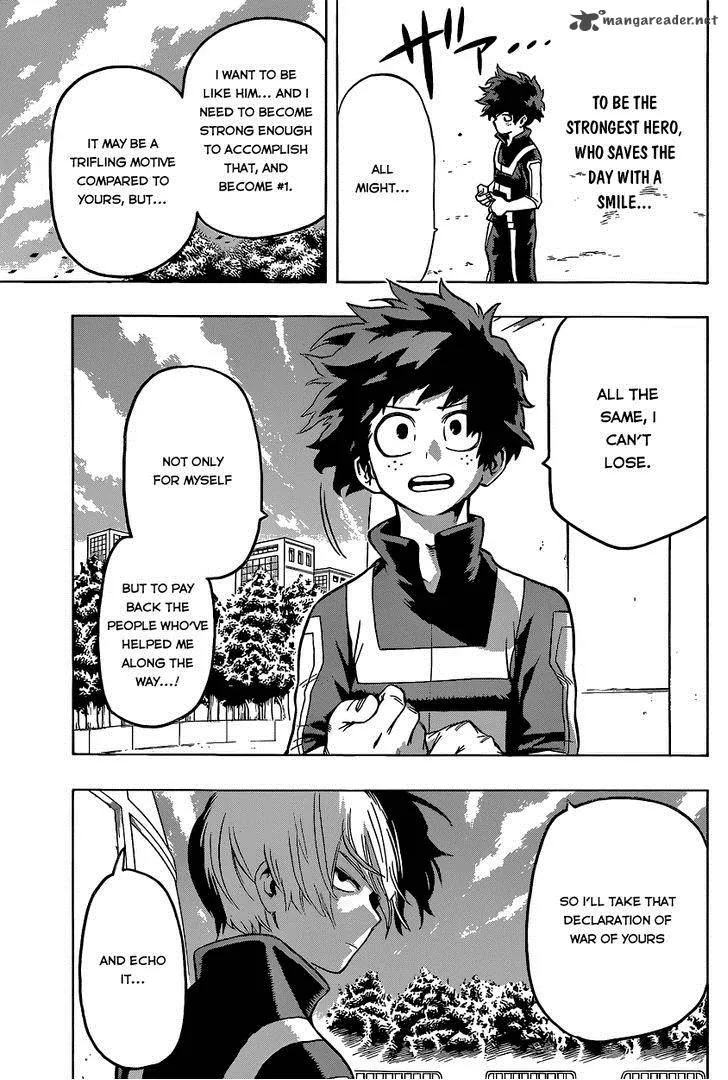 mangareader.net
ザァ…
TO BE THE
STRONGEST HERO,
WHO SAVES THE
DAY WITH A
SMILE...
ALL
MIGHT...
I WANT TO BE
LIKE HIM... AND I
NEED TO BECOME
STRONG ENOUGH
TO ACCOMPLISH
THAT, AND
BECOME #1.
IT MAY BE A
TRIFLING MOTIVE
COMPARED TO
YOURS, BUT...
ALL THE
SAME, I
CAN'T
LOSE.
NOT ONLY
FOR MYSELF
BUT TO PAY
BACK THE
PEOPLE WHO'VE
HELPED ME
ALONG THE
WAY...!
SO I'LL TAKE THAT
DECLARATION OF
WAR OF YOURS
AND ECHO
IT...